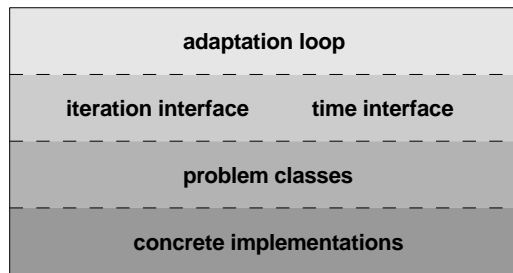 adaptation loop
iteration interface time interface
problem classes
concrete implementations